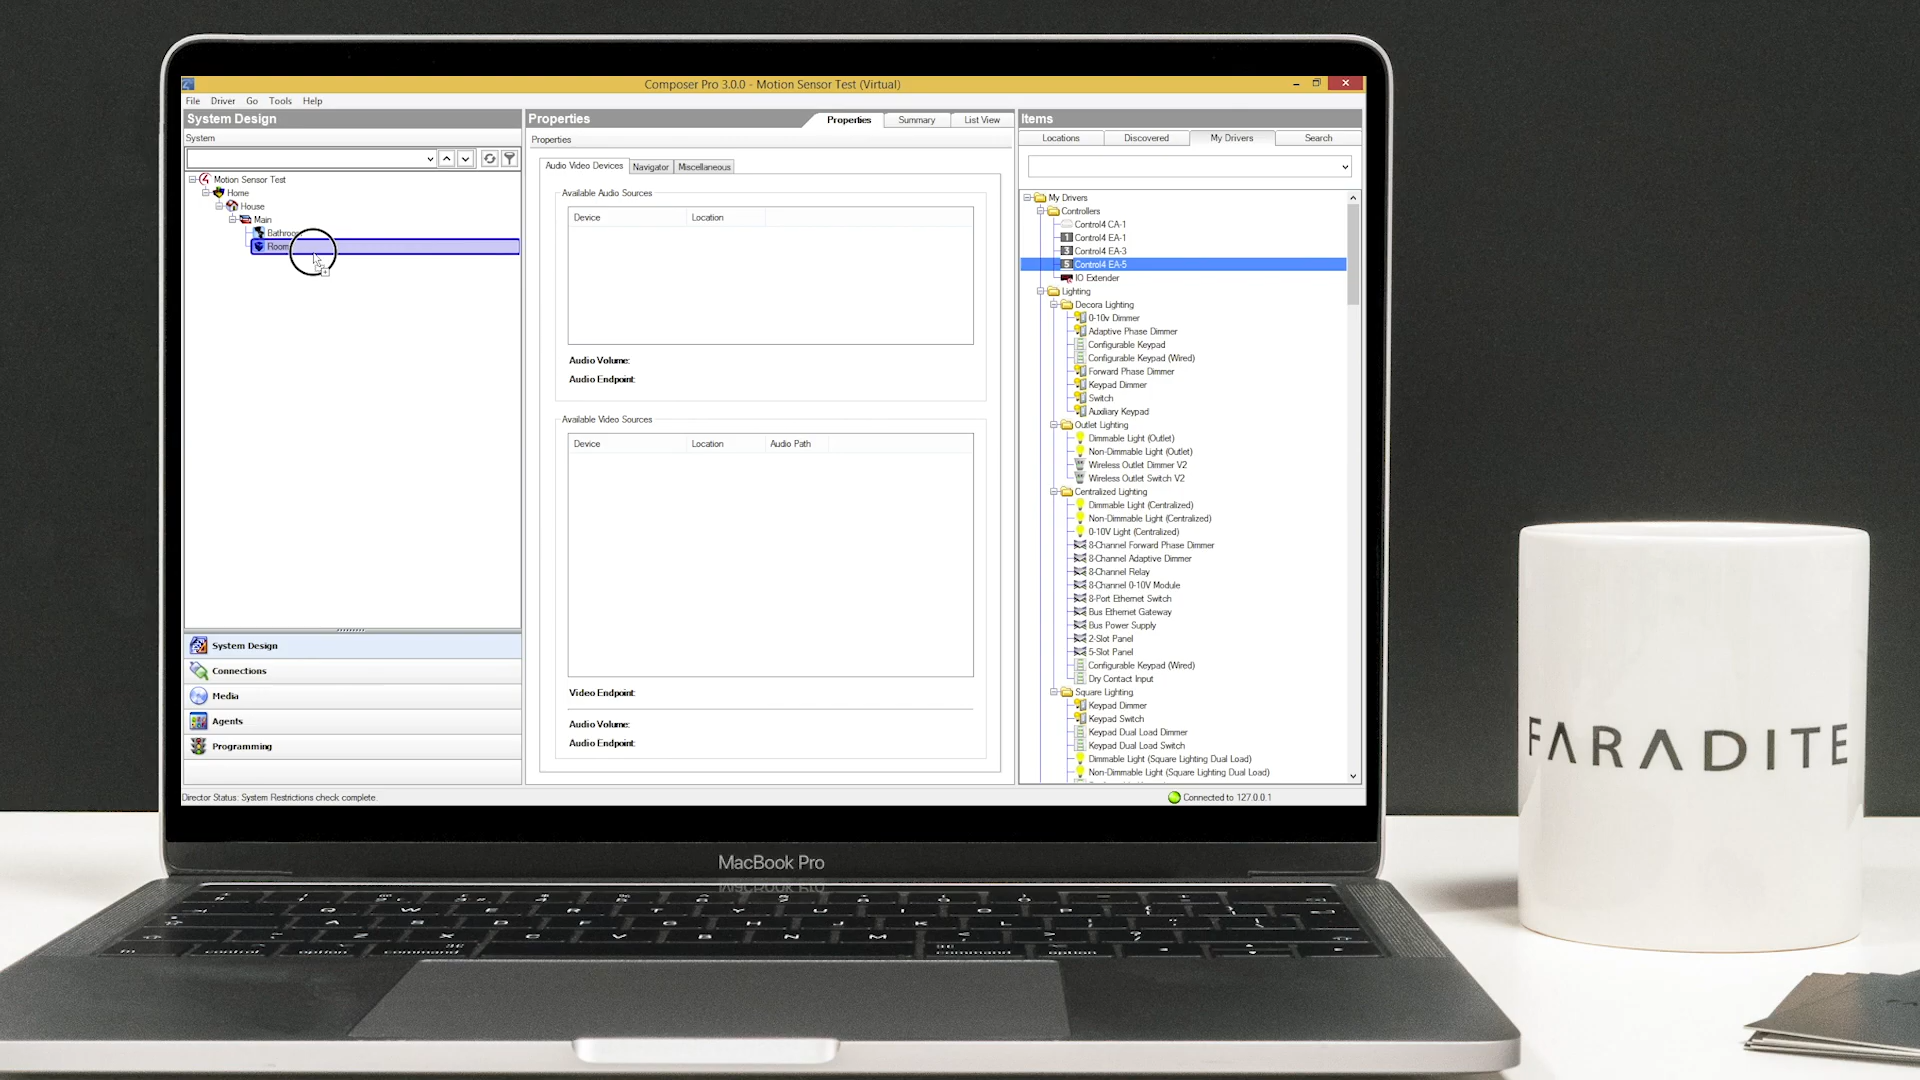 Composer Pro 3.0.0 - Motion Sensor Test (Virtual)
File Driver Go Tools Help
System Design
System
Motion Sensor Test
Home
House
Main
Bathroom
Room
System Design
Connections
Media
Agents
Programming
Director Status: System Restrictions check complete.
Properties
Properties Summary List View
Properties
Audio Video Devices Navigator Miscellaneous
Available Audio Sources
Device Location
Audio Volume:
Audio Endpoint:
Available Video Sources
Device Location Audio Path
Video Endpoint:
Audio Volume:
Audio Endpoint:
Items
Locations Discovered My Drivers Search
My Drivers
Controllers
Control4 CA-1
1 Control4 EA-1
3 Control4 EA-3
5 Control4 EA-5
IO Extender
Lighting
Decora Lighting
0-10v Dimmer
Adaptive Phase Dimmer
Configurable Keypad
Configurable Keypad (Wired)
Forward Phase Dimmer
Keypad Dimmer
Switch
Auxiliary Keypad
Outlet Lighting
Dimmable Light (Outlet)
Non-Dimmable Light (Outlet)
Wireless Outlet Dimmer V2
Wireless Outlet Switch V2
Centralized Lighting
Dimmable Light (Centralized)
Non-Dimmable Light (Centralized)
0-10V Light (Centralized)
8-Channel Forward Phase Dimmer
8-Channel Adaptive Dimmer
8-Channel Relay
8-Channel 0-10V Module
8-Port Ethernet Switch
Bus Ethernet Gateway
Bus Power Supply
2-Slot Panel
5-Slot Panel
Configurable Keypad (Wired)
Dry Contact Input
Square Lighting
Keypad Dimmer
Keypad Switch
Keypad Dual Load Dimmer
Keypad Dual Load Switch
Dimmable Light (Square Lighting Dual Load)
Non-Dimmable Light (Square Lighting Dual Load)
Connected to 127.0.0.1
MacBook Pro
Q W E R T Y U I O P
A S D F G H J K L
Z X C V B N M
fn control option command command option
FARADITE